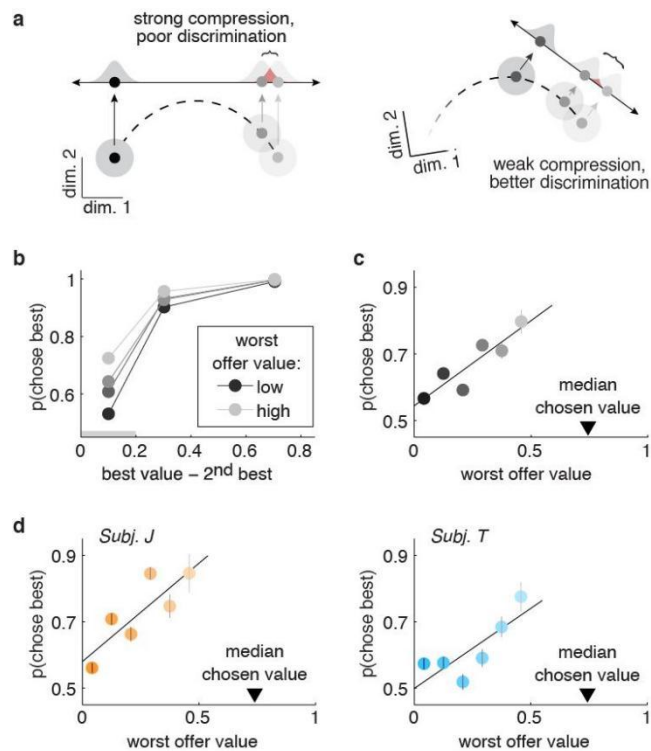 a
strong compression,
poor discrimination
dim. 2
dim. 1
dim. 2
dim. 1
weak compression,
better discrimination
b
p(chose best)
1
0.8
0.6
0
0.2
0.4
0.6
0.8
best value – 2nd best
worst
offer value:
low
high
c
p(chose best)
0.9
0.7
0.5
0
0.5
1
worst offer value
median
chosen value
d
Subj. J
p(chose best)
0.9
0.7
0.5
0
0.5
1
worst offer value
median
chosen value
Subj. T
p(chose best)
0.9
0.7
0.5
0
0.5
1
worst offer value
median
chosen value